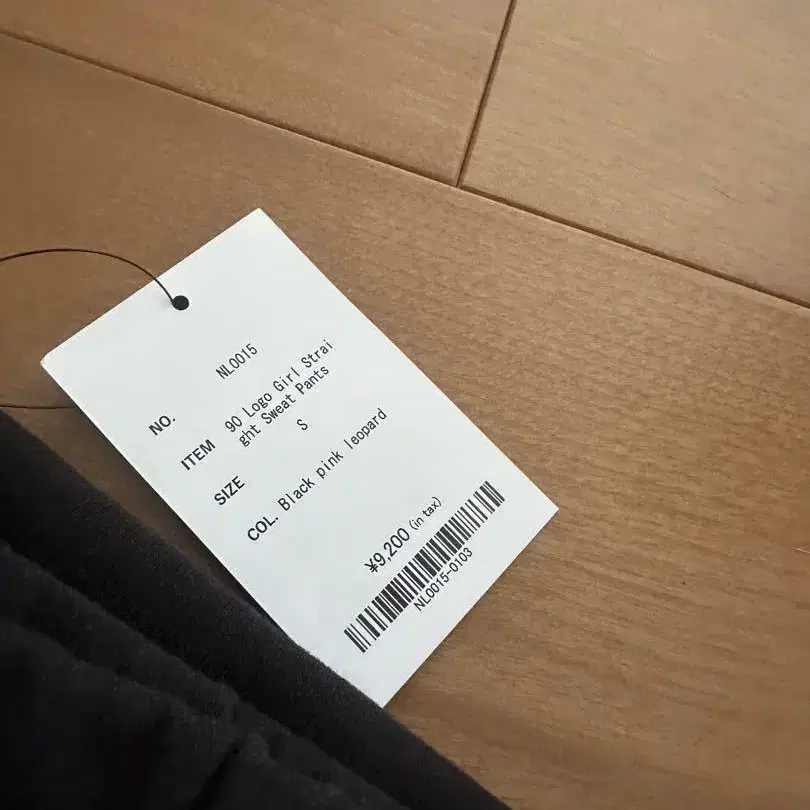 NO. NL0015
ITEM 90 Logo Girl Strai
ght Sweat Pants
SIZE S
COL. Black pink leopard
¥9,200 (in tax)
NL0015-0103